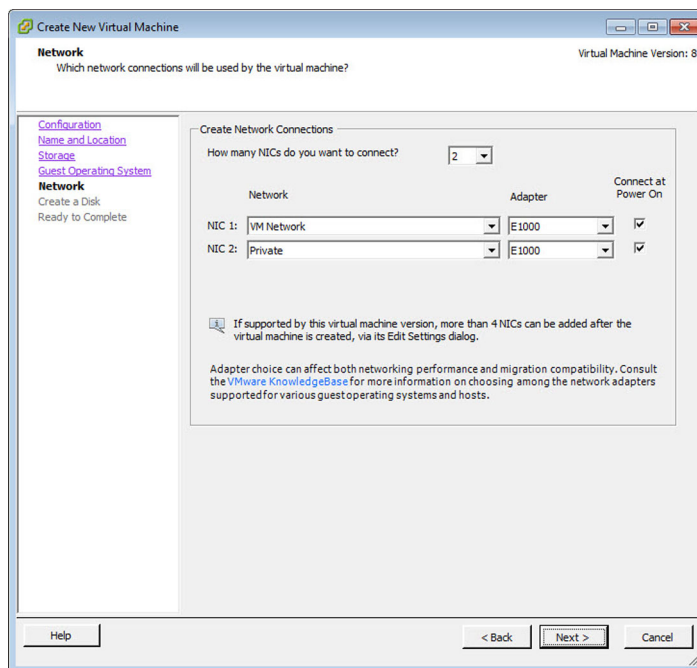 Create New Virtual Machine
Network
Which network connections will be used by the virtual machine?
Virtual Machine Version: 8
Configuration
Name and Location
Storage
Guest Operating System
Network
Create a Disk
Ready to Complete
Create Network Connections
How many NICs do you want to connect?
2
Network
Adapter
Connect at
Power On
NIC 1:
VM Network
E1000
NIC 2:
Private
E1000
If supported by this virtual machine version, more than 4 NICs can be added after the
virtual machine is created, via its Edit Settings dialog.
Adapter choice can affect both networking performance and migration compatibility. Consult
the VMware KnowledgeBase for more information on choosing among the network adapters
supported for various guest operating systems and hosts.
Help
< Back
Next >
Cancel